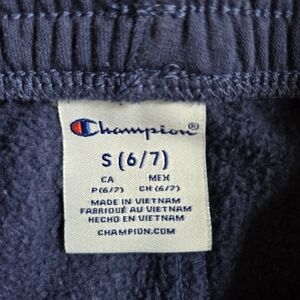 Champion®
S (6/7)
CA MEX
P(6/7) CH (6/7)
MADE IN VIETNAM
FABRIQUÉ AU VIETNAM
HECHO EN VIETNAM
CHAMPION.COM